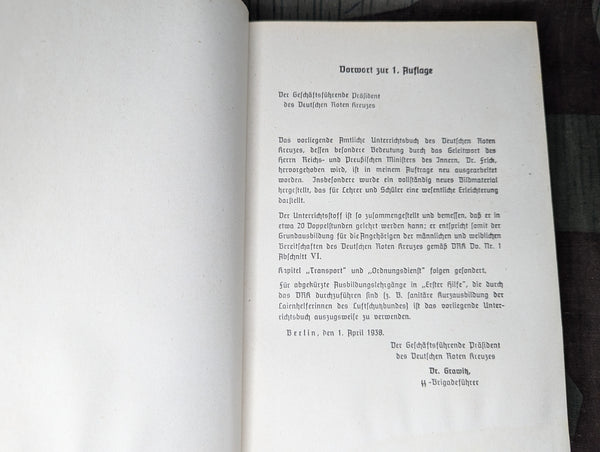 Vorwort zur 1. Auflage
Der Geschäftsführende Präsident
des Deutschen Roten Kreuzes
Das vorliegende Amtliche Unterrichtsbuch des Deutschen Roten
Kreuzes, dessen besondere Bedeutung durch das Geleitwort des
Herrn Reichs- und Preußischen Ministers des Innern, Dr. Frick,
hervorgehoben wird, ist in meinem Auftrage neu ausgearbeitet
worden. Insbesondere wurde ein vollständig neues Bildmaterial
hergestellt, das für Lehrer und Schüler eine wesentliche Erleichterung
darstellt.
Der Unterrichtsstoff ist so zusammengestellt und bemessen, daß er in
etwa 20 Doppelstunden gelehrt werden kann; er entspricht somit der
Grundausbildung für die Angehörigen der männlichen und weiblichen
Bereitschaften des Deutschen Roten Kreuzes gemäß DRK Do. Nr. 1
Abschnitt VI.
Kapitel „Transport" und „Ordnungsdienst" folgen gesondert.
Für abgekürzte Ausbildungslehrgänge in „Erster Hilfe", die durch
das DRK durchzuführen sind (z. B. sanitäre Kurzausbildung der
Laienhelferinnen des Luftschutzbundes) ist das vorliegende Unter-
richtsbuch auszugsweise zu verwenden.
Berlin, den 1. April 1938.
Der Geschäftsführende Präsident
des Deutschen Roten Kreuzes
Dr. Grawitz,
ᛋᛋ-Brigadeführer